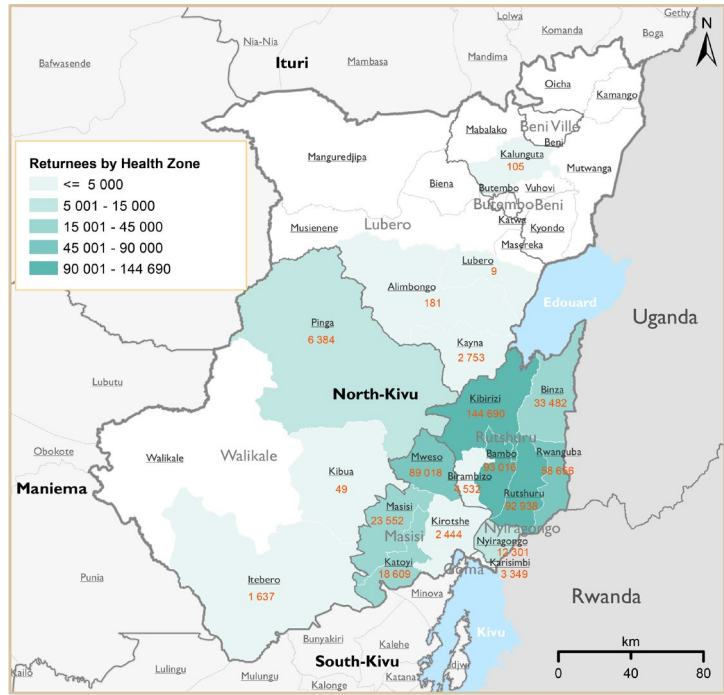 Gethy
Lolwa
Nia-Nia
Komanda
Boga
N
Ituri
Mambasa
Mandima
Bafwasende
Oicha
Kamango
Mabalako
Beni Ville
Beni
Returnees by Health Zone
<= 5 000
5 001 - 15 000
15 001 - 45 000
45 001 - 90 000
90 001 - 144 690
Manguredjipa
Kalunguta
105
Mutwanga
Biena
Butembo
Vuhovi
Butembo
Beni
Musienene
Lubero
Katwa
Kyondo
Masereka
Lubero
9
Alimbongo
181
Edouard
Uganda
Pinga
6 384
Kayna
2 753
Lubutu
North-Kivu
Kibirizi
144 690
Binza
33 482
Rutshuru
Obokote
Walikale
Walikale
Mweso
89 018
Bambo
93 016
Rwanguba
58 656
Kibua
49
Birambizo
4 532
Maniema
Rutshuru
92 938
Masisi
23 552
Kirotshe
2 444
Masisi
Nyiragongo
Nyiragongo
12 301
Katoyi
18 609
Goma
Karisimbi
3 349
Punia
Itebero
1 637
Minova
Rwanda
Kivu
Bunyakiri
Kalehe
km
South-Kivu
Idjwi
Kailo
Lulingu
Mulungu
Kalonge
Katana
0
40
80